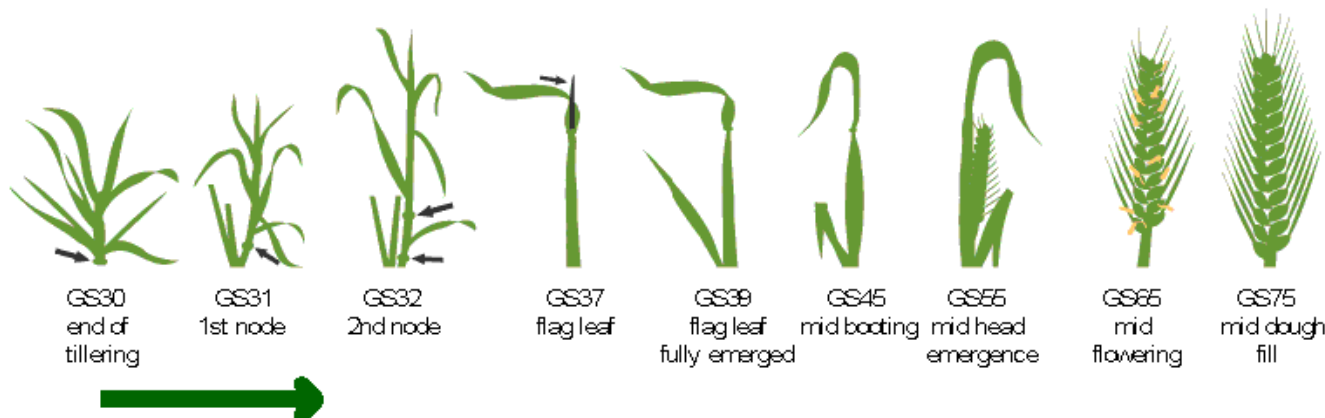 GS30
end of
tillering
GS31
1st node
GS32
2nd node
GS37
flag leaf
GS39
flag leaf
fully emerged
GS45
mid booting
GS55
mid head
emergence
GS65
mid
flowering
GS75
mid dough
fill